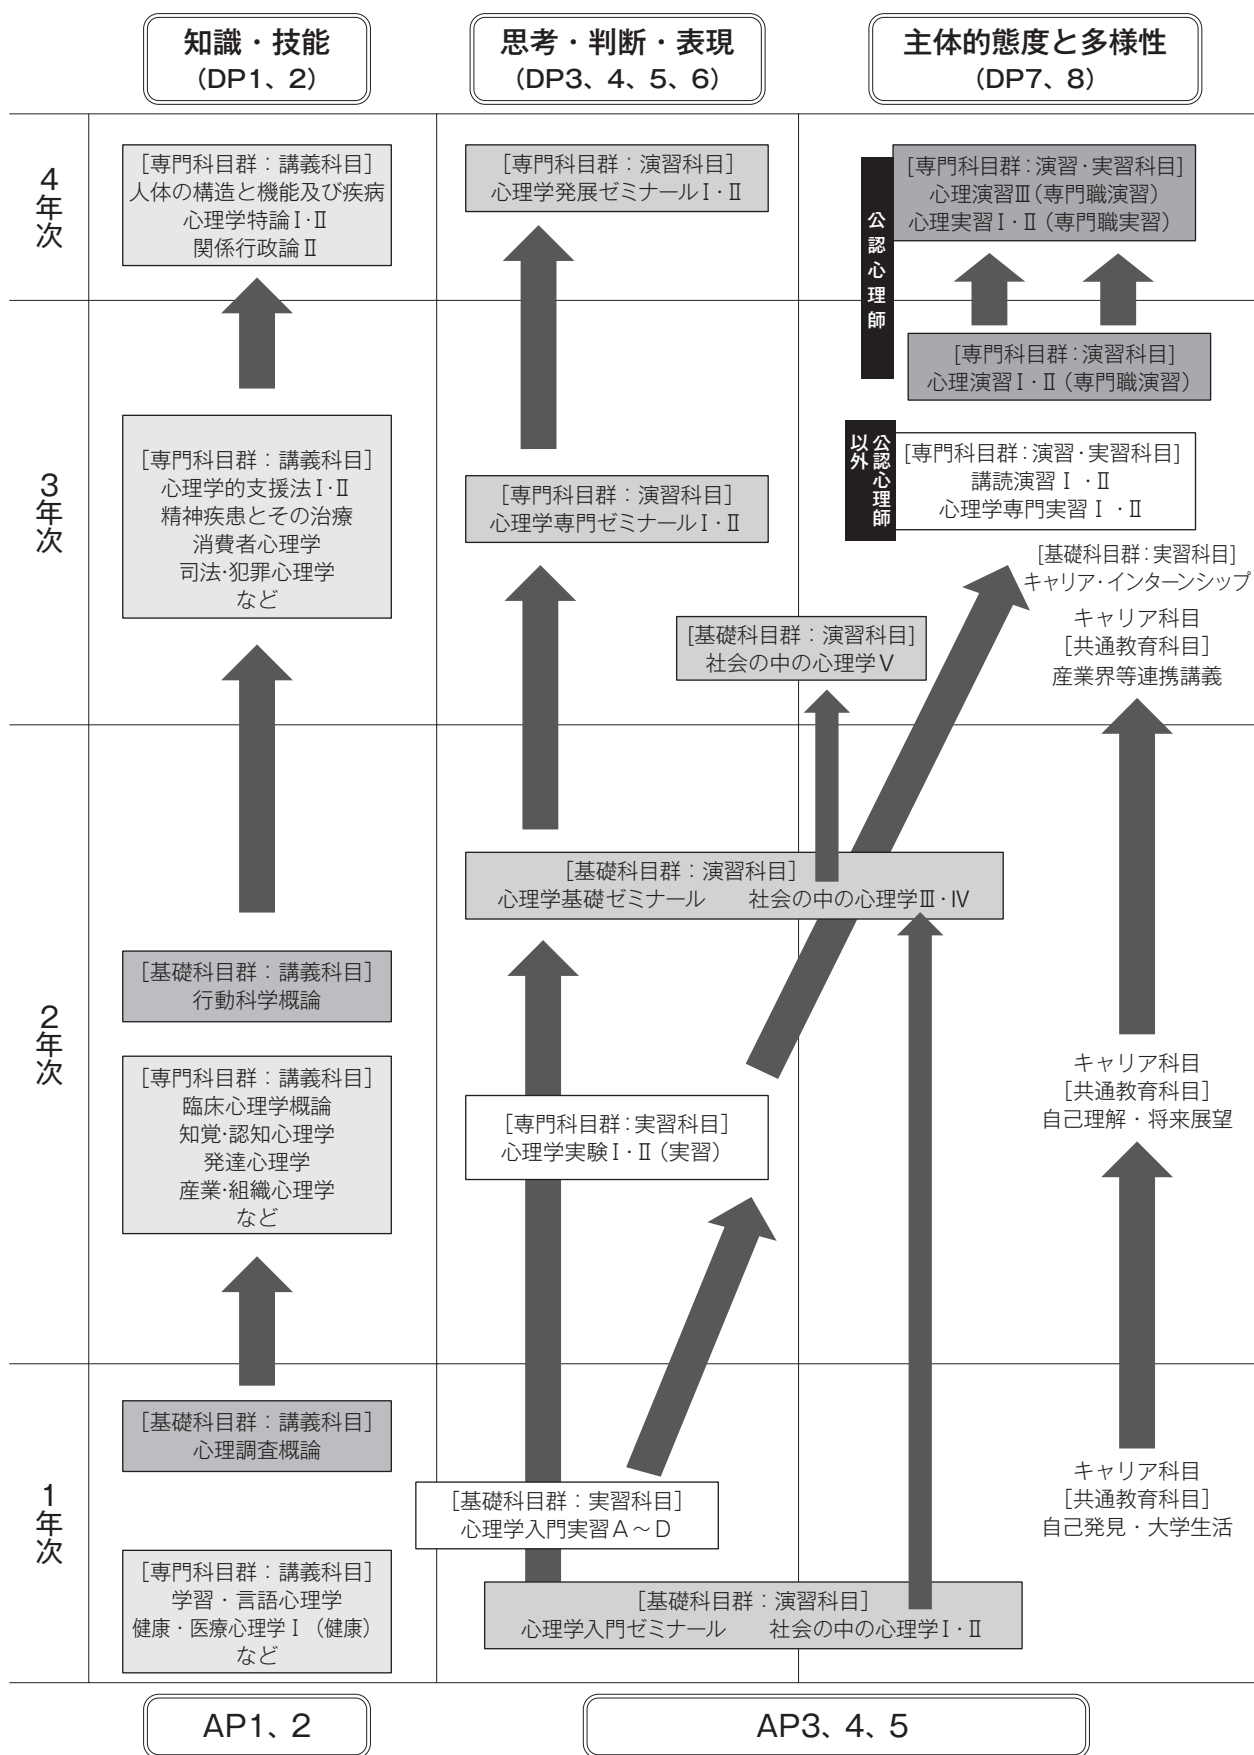 知識・技能
(DP1、2)
思考・判断・表現
(DP3、4、5、6)
主体的態度と多様性
(DP7、8)
4年次
[専門科目群：講義科目]
人体の構造と機能及び疾病
心理学特論Ⅰ・Ⅱ
関係行政論Ⅱ
[専門科目群：演習科目]
心理学発展ゼミナールⅠ・Ⅱ
公認心理師
[専門科目群：演習・実習科目]
心理演習Ⅲ（専門職演習）
心理実習Ⅰ・Ⅱ（専門職実習）
[専門科目群：演習科目]
心理演習Ⅰ・Ⅱ（専門職演習）
3年次
[専門科目群：講義科目]
心理学的支援法Ⅰ・Ⅱ
精神疾患とその治療
消費者心理学
司法・犯罪心理学
など
[専門科目群：演習科目]
心理学専門ゼミナールⅠ・Ⅱ
公認心理師
以外
[専門科目群：演習・実習科目]
講読演習Ⅰ・Ⅱ
心理学専門実習Ⅰ・Ⅱ
[基礎科目群：実習科目]
キャリア・インターンシップ
キャリア科目
[共通教育科目]
産業界等連携講義
[基礎科目群：演習科目]
社会の中の心理学Ⅴ
2年次
[基礎科目群：演習科目]
心理学基礎ゼミナール　社会の中の心理学Ⅲ・Ⅳ
[基礎科目群：講義科目]
行動科学概論
[専門科目群：講義科目]
臨床心理学概論
知覚・認知心理学
発達心理学
産業・組織心理学
など
[専門科目群：実習科目]
心理学実験Ⅰ・Ⅱ（実習）
キャリア科目
[共通教育科目]
自己理解・将来展望
1年次
[基礎科目群：講義科目]
心理調査概論
[基礎科目群：実習科目]
心理学入門実習A～D
キャリア科目
[共通教育科目]
自己発見・大学生活
[専門科目群：講義科目]
学習・言語心理学
健康・医療心理学Ⅰ（健康）
など
[基礎科目群：演習科目]
心理学入門ゼミナール　社会の中の心理学Ⅰ・Ⅱ
AP1、2
AP3、4、5